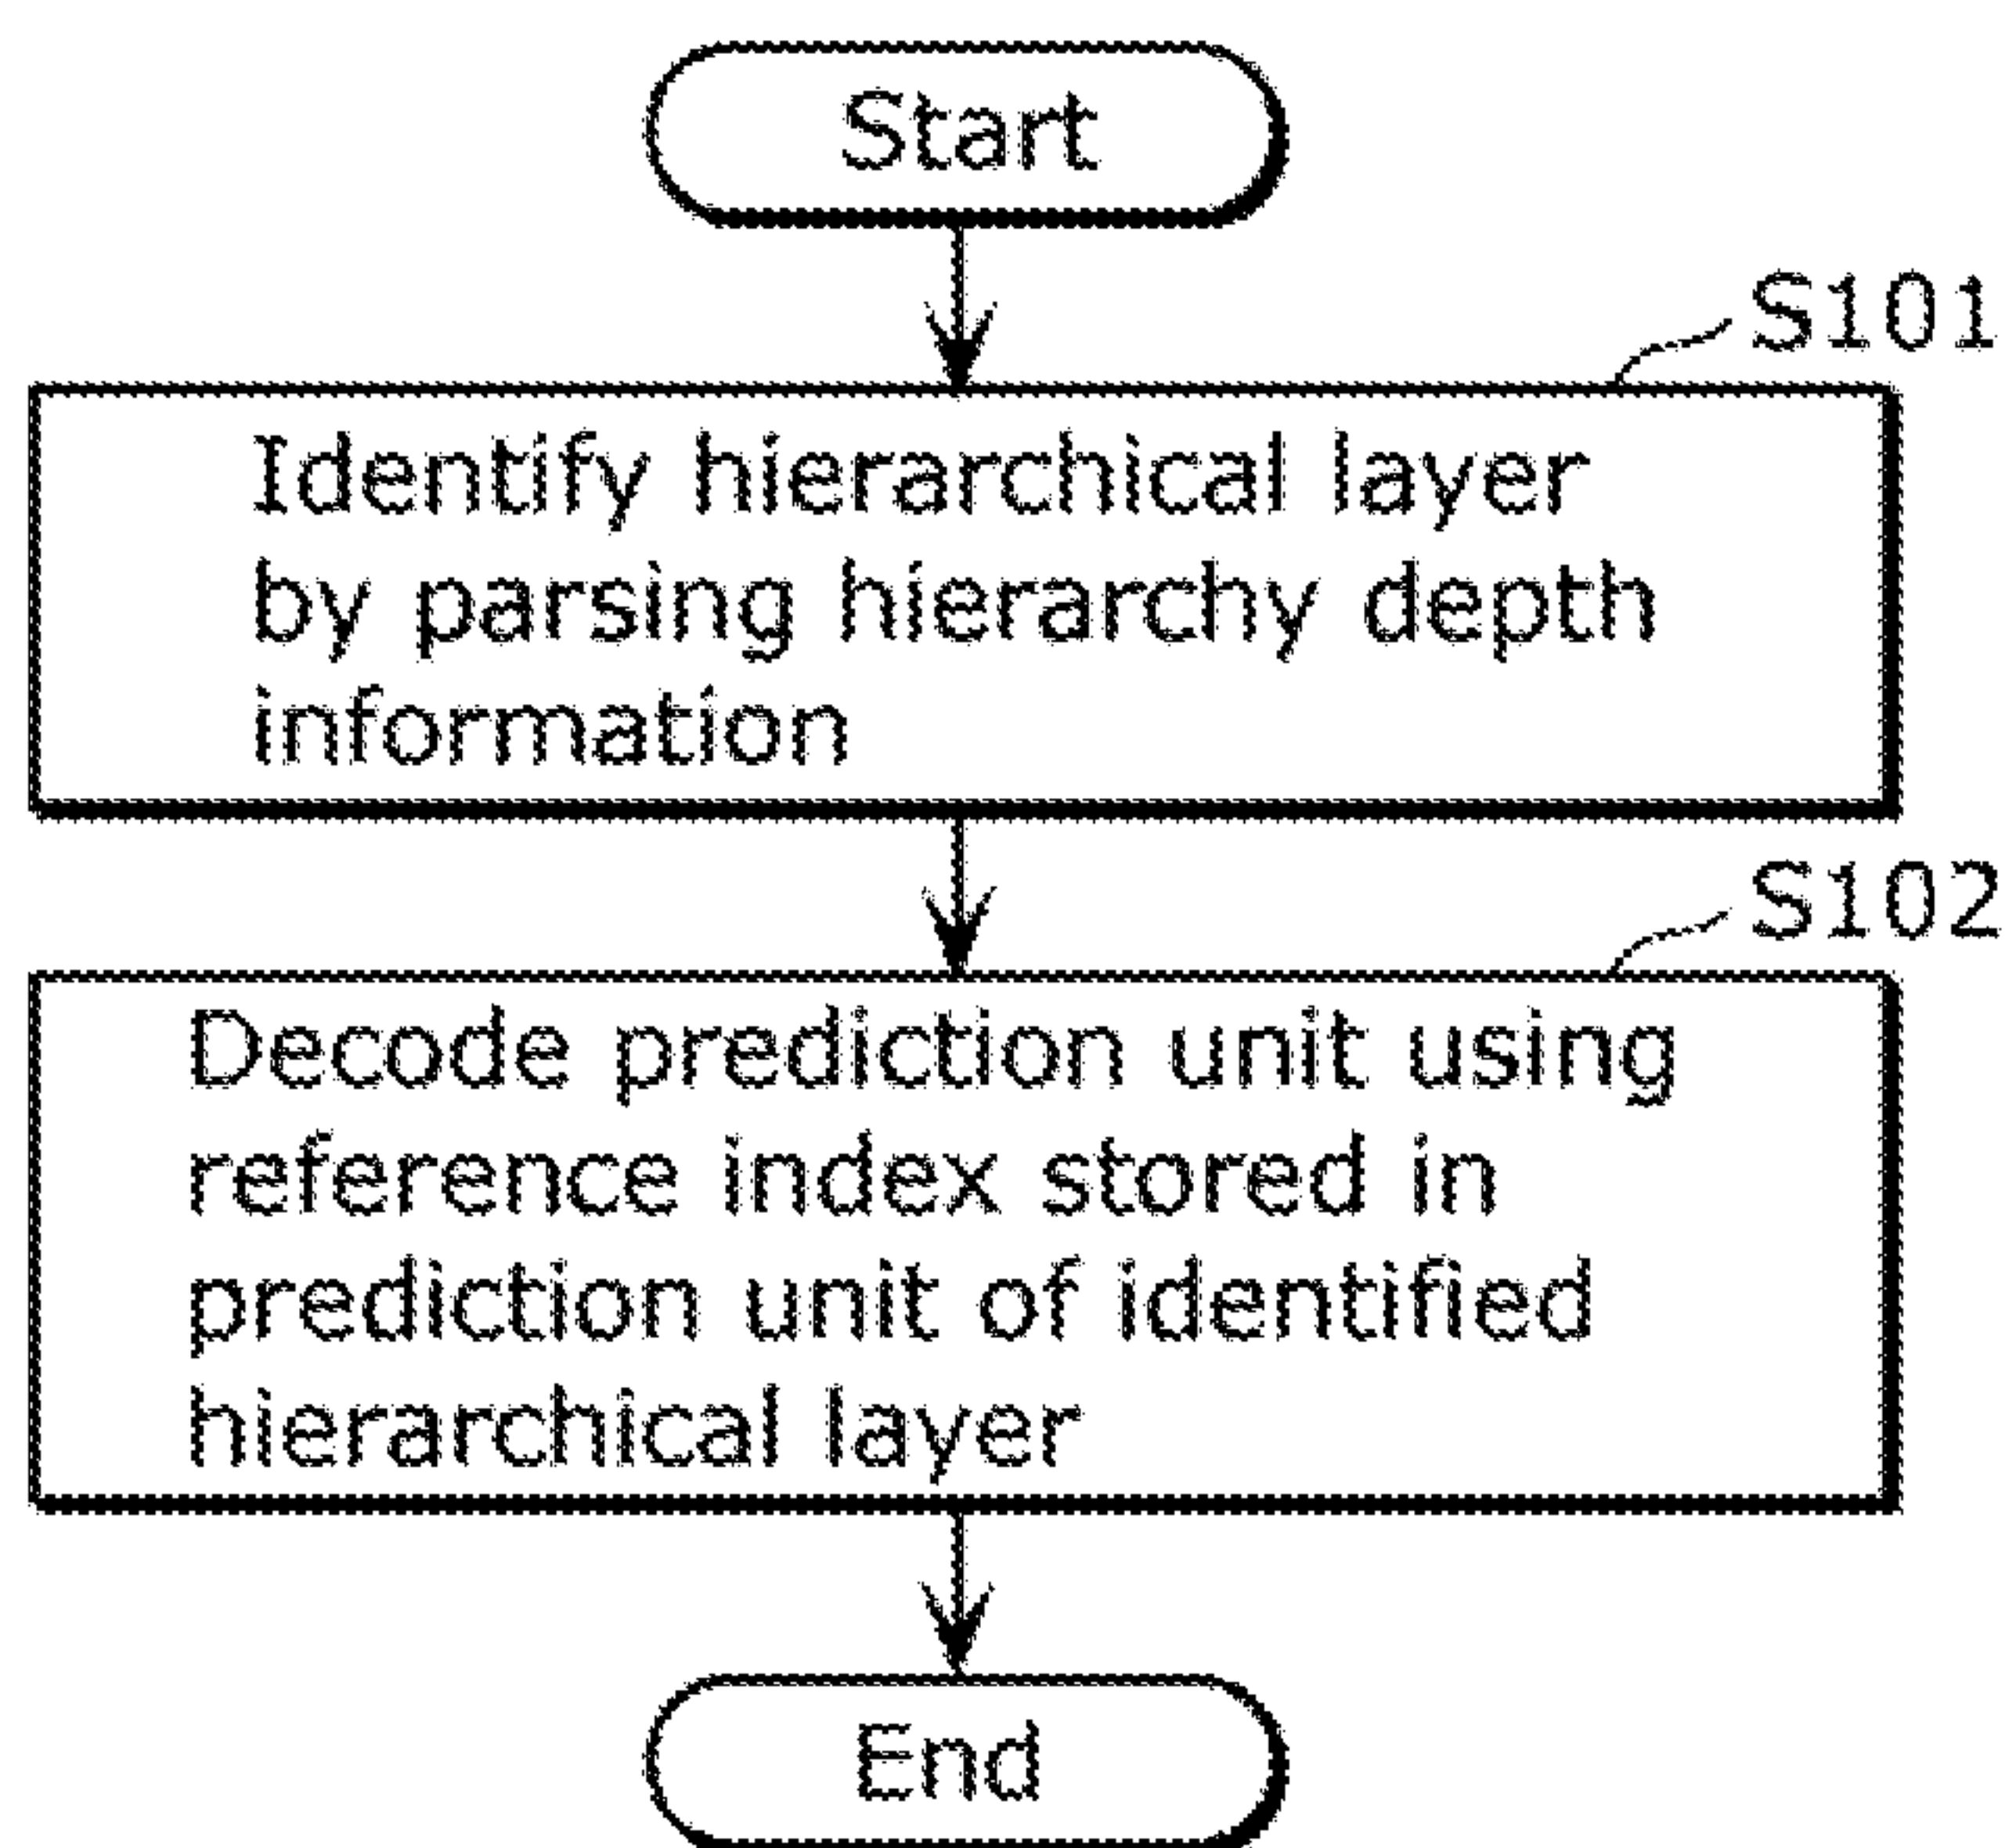 Start
S101
Identify hierarchical layer
by parsing hierarchy depth
information
S102
Decode prediction unit using
reference index stored in
prediction unit of identified
hierarchical layer
End